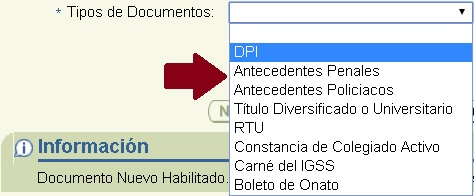 * Tipos de Documentos:
DPI
Antecedentes Penales
Antecedentes Policiacos
Título Diversificado o Universitario
RTU
Constancia de Colegiado Activo
Carné del IGSS
Boleto de Onato
N
Información
Documento Nuevo Habilitado.